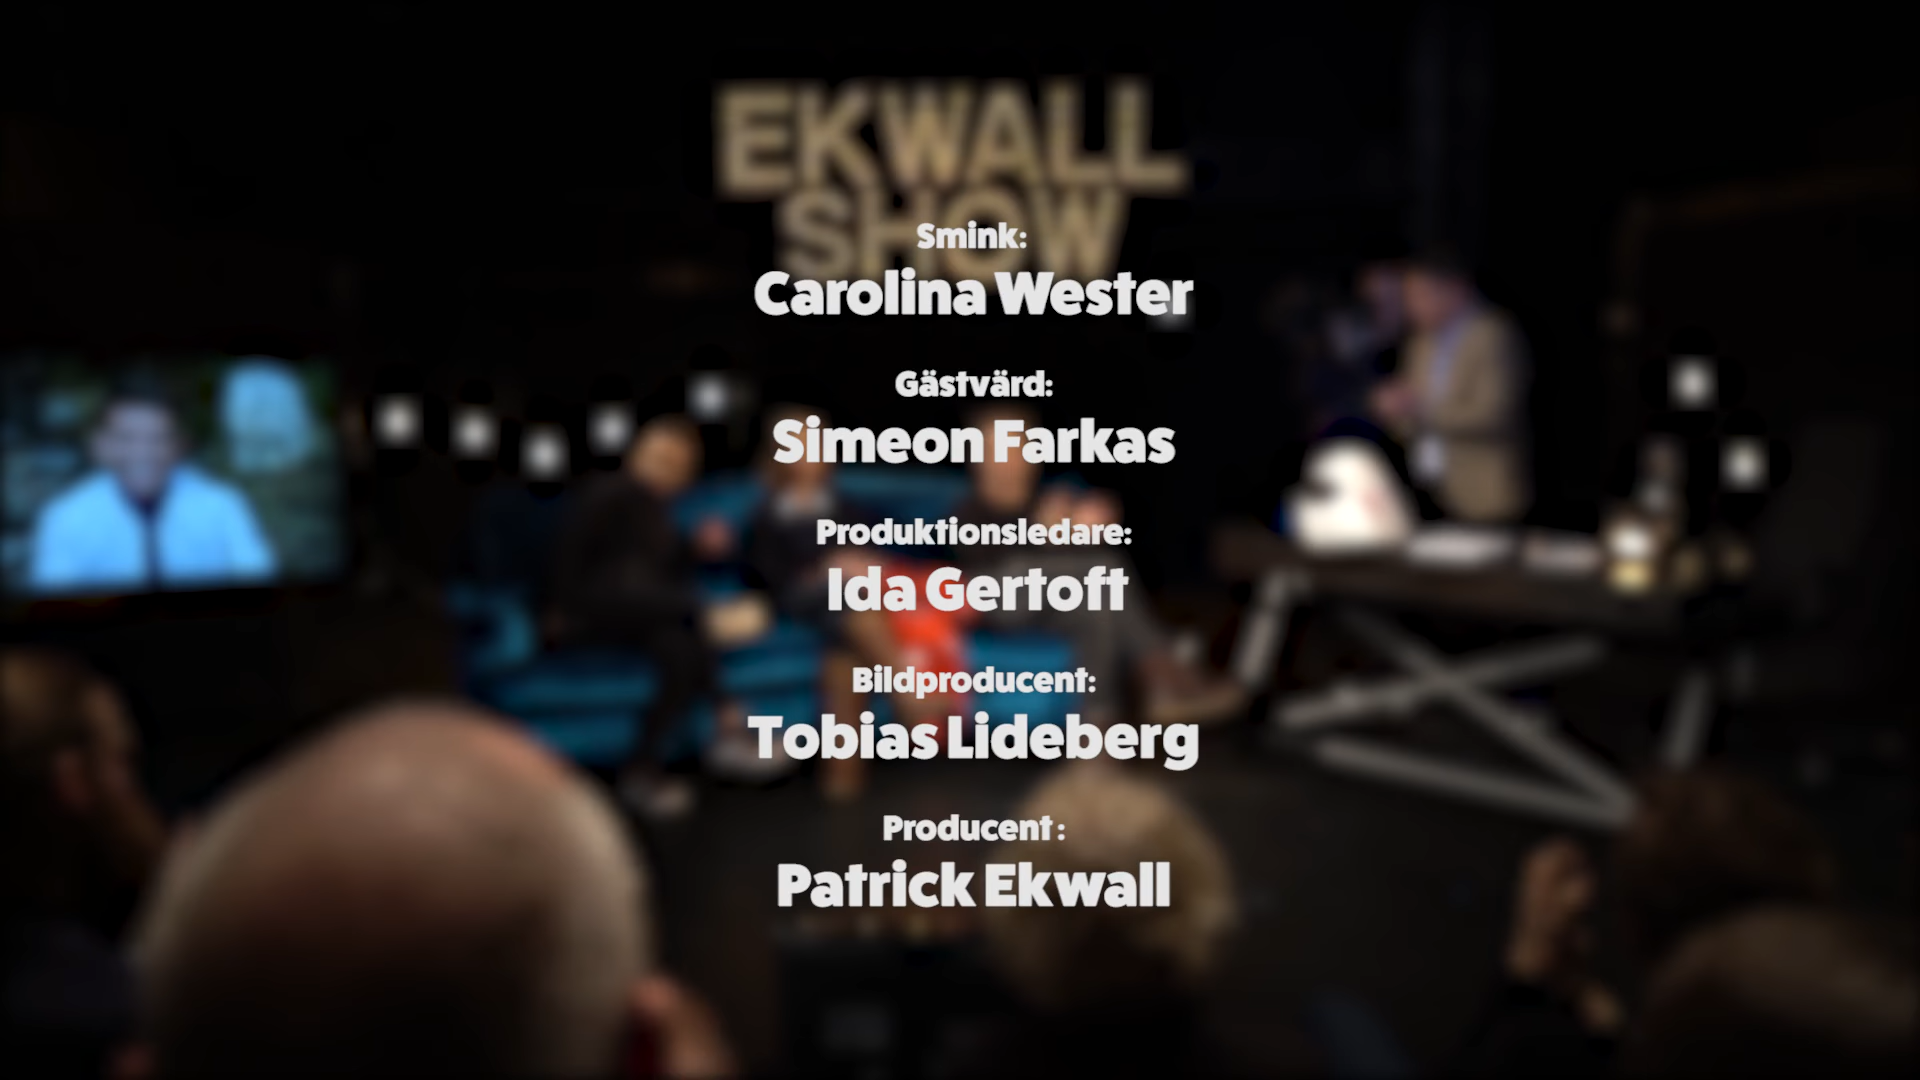 EKWALL
SHOW
Smink:
Carolina Wester
Gästvärd:
Simeon Farkas
Produktionsledare:
Ida Gertoft
Bildproducent:
Tobias Lideberg
Producent:
Patrick Ekwall